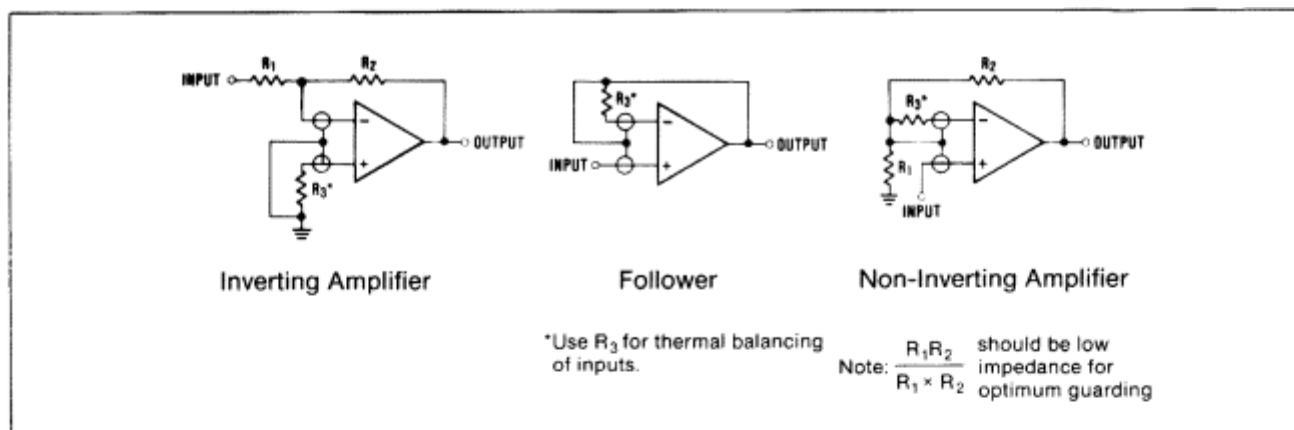 INPUT R₁ R₂
− +
R₃*
OUTPUT
Inverting Amplifier
R₃*
− +
INPUT
OUTPUT
Follower
R₂
R₃*
− +
R₁
INPUT
OUTPUT
Non-Inverting Amplifier
*Use R₃ for thermal balancing
of inputs.
Note: R₁R₂ / R₁ × R₂ should be low
impedance for
optimum guarding